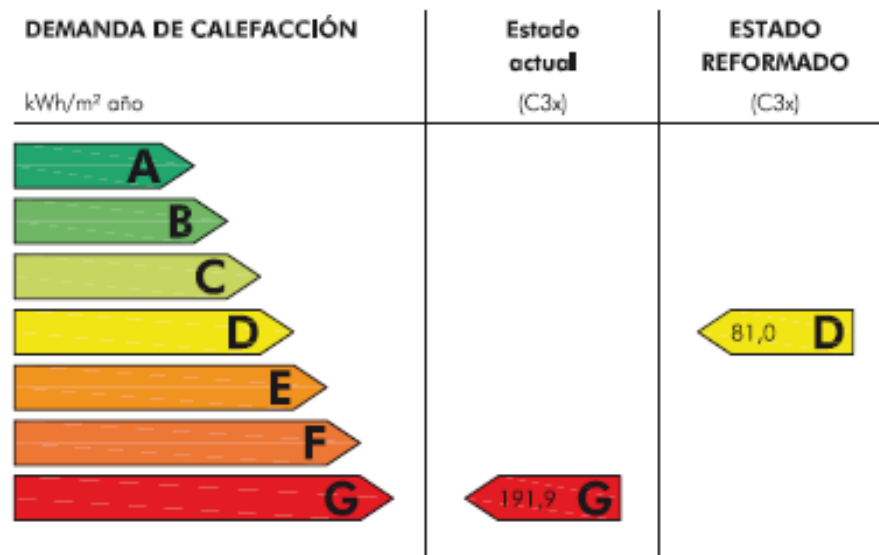 DEMANDA DE CALEFACCIÓN
kWh/m² año
Estado
actual
(C3x)
ESTADO
REFORMADO
(C3x)
A
B
C
D
81,0 D
E
F
G
191,9 G